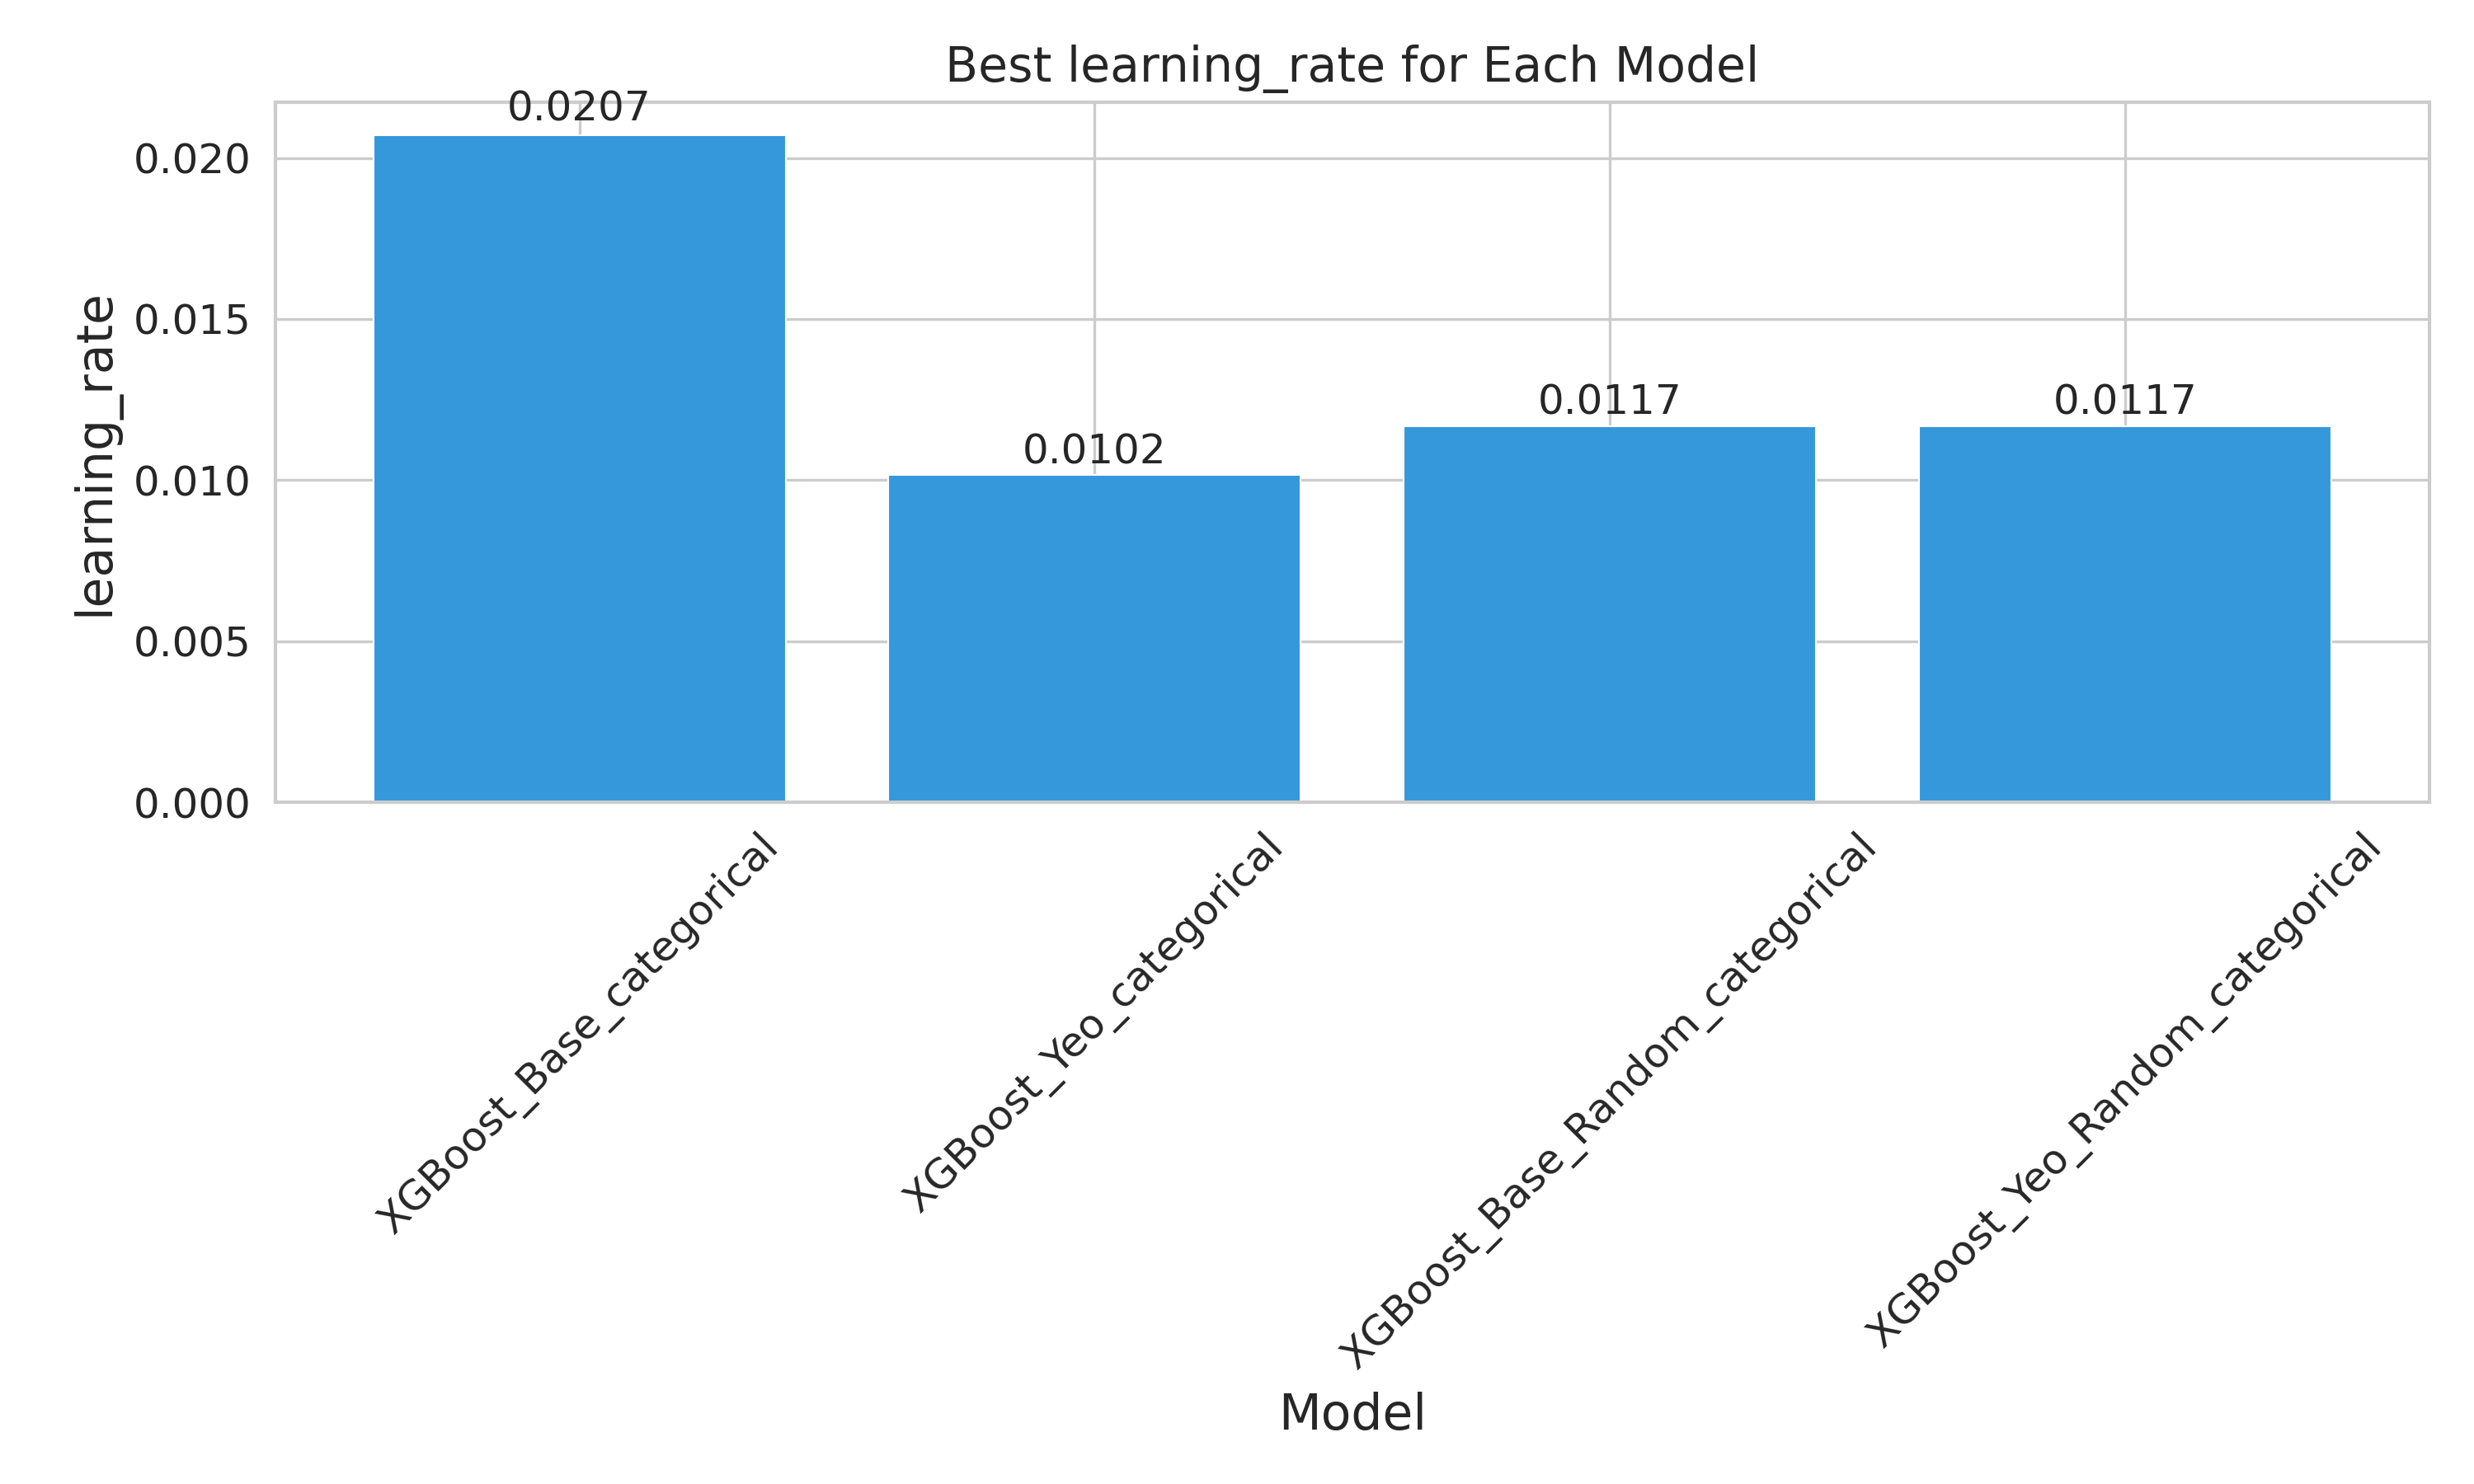 Best learning_rate for Each Model
learning_rate
0.020
0.015
0.010
0.005
0.000
0.0207
0.0102
0.0117
0.0117
XGBoost_Base_categorical
XGBoost_Yeo_categorical
XGBoost_Base_Random_categorical
XGBoost_Yeo_Random_categorical
Model